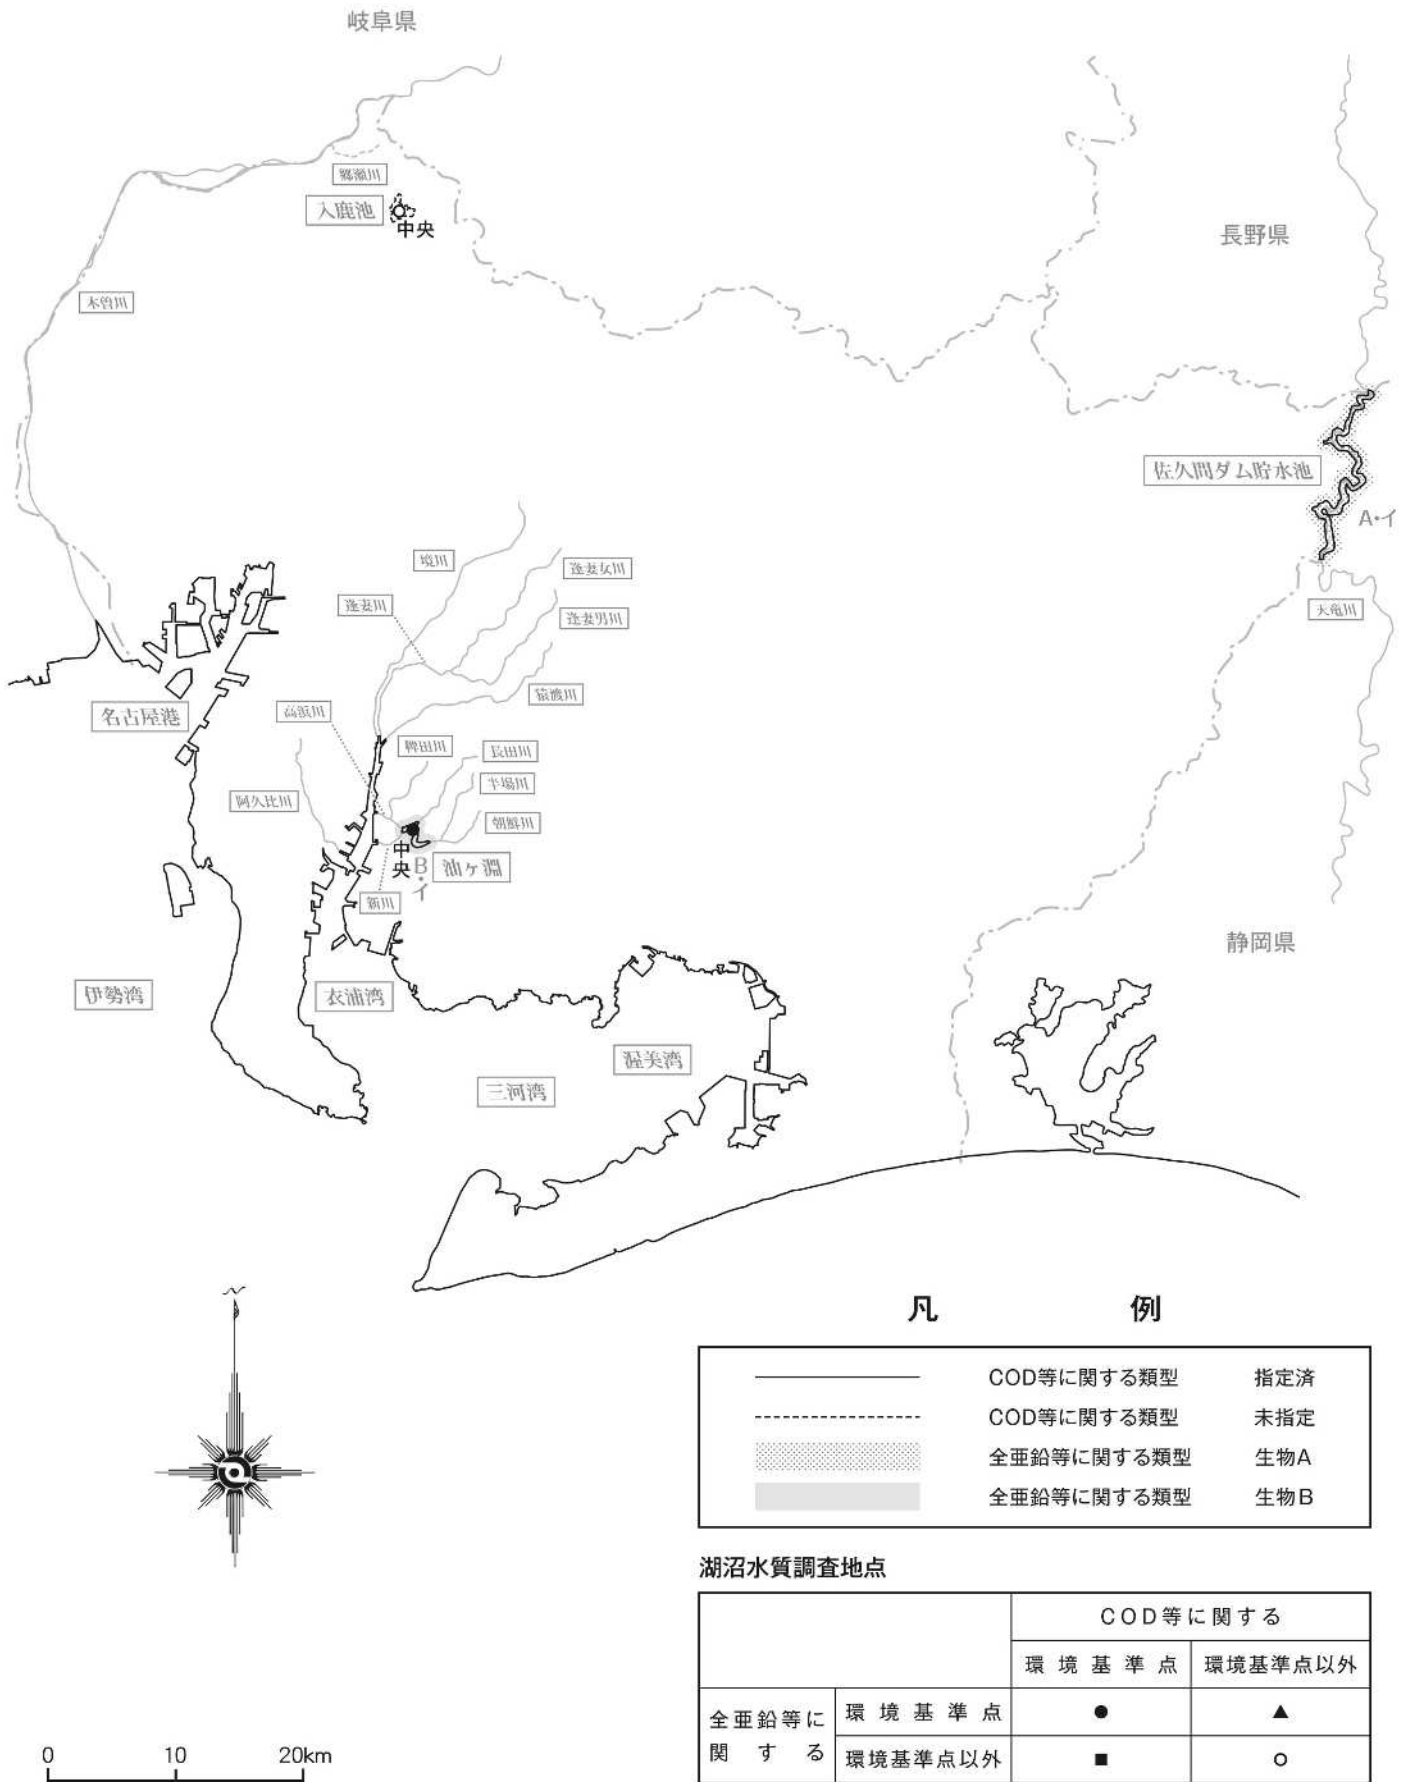 岐阜県
郷瀬川
入鹿池
中央
長野県
木曽川
佐久間ダム貯水池
A・イ
境川
逢妻女川
逢妻川
逢妻男川
天竜川
猿渡川
名古屋港
高浜川
稗田川
長田川
半場川
阿久比川
朝鮮川
中央
B・イ
油ヶ淵
新川
静岡県
伊勢湾
衣浦湾
渥美湾
三河湾
凡 例
COD等に関する類型 指定済
COD等に関する類型 未指定
全亜鉛等に関する類型 生物A
全亜鉛等に関する類型 生物B
湖沼水質調査地点
COD等に関する
環境基準点 環境基準点以外
全亜鉛等に関する
環境基準点 ● ▲
環境基準点以外 ■ ○
0 10 20km